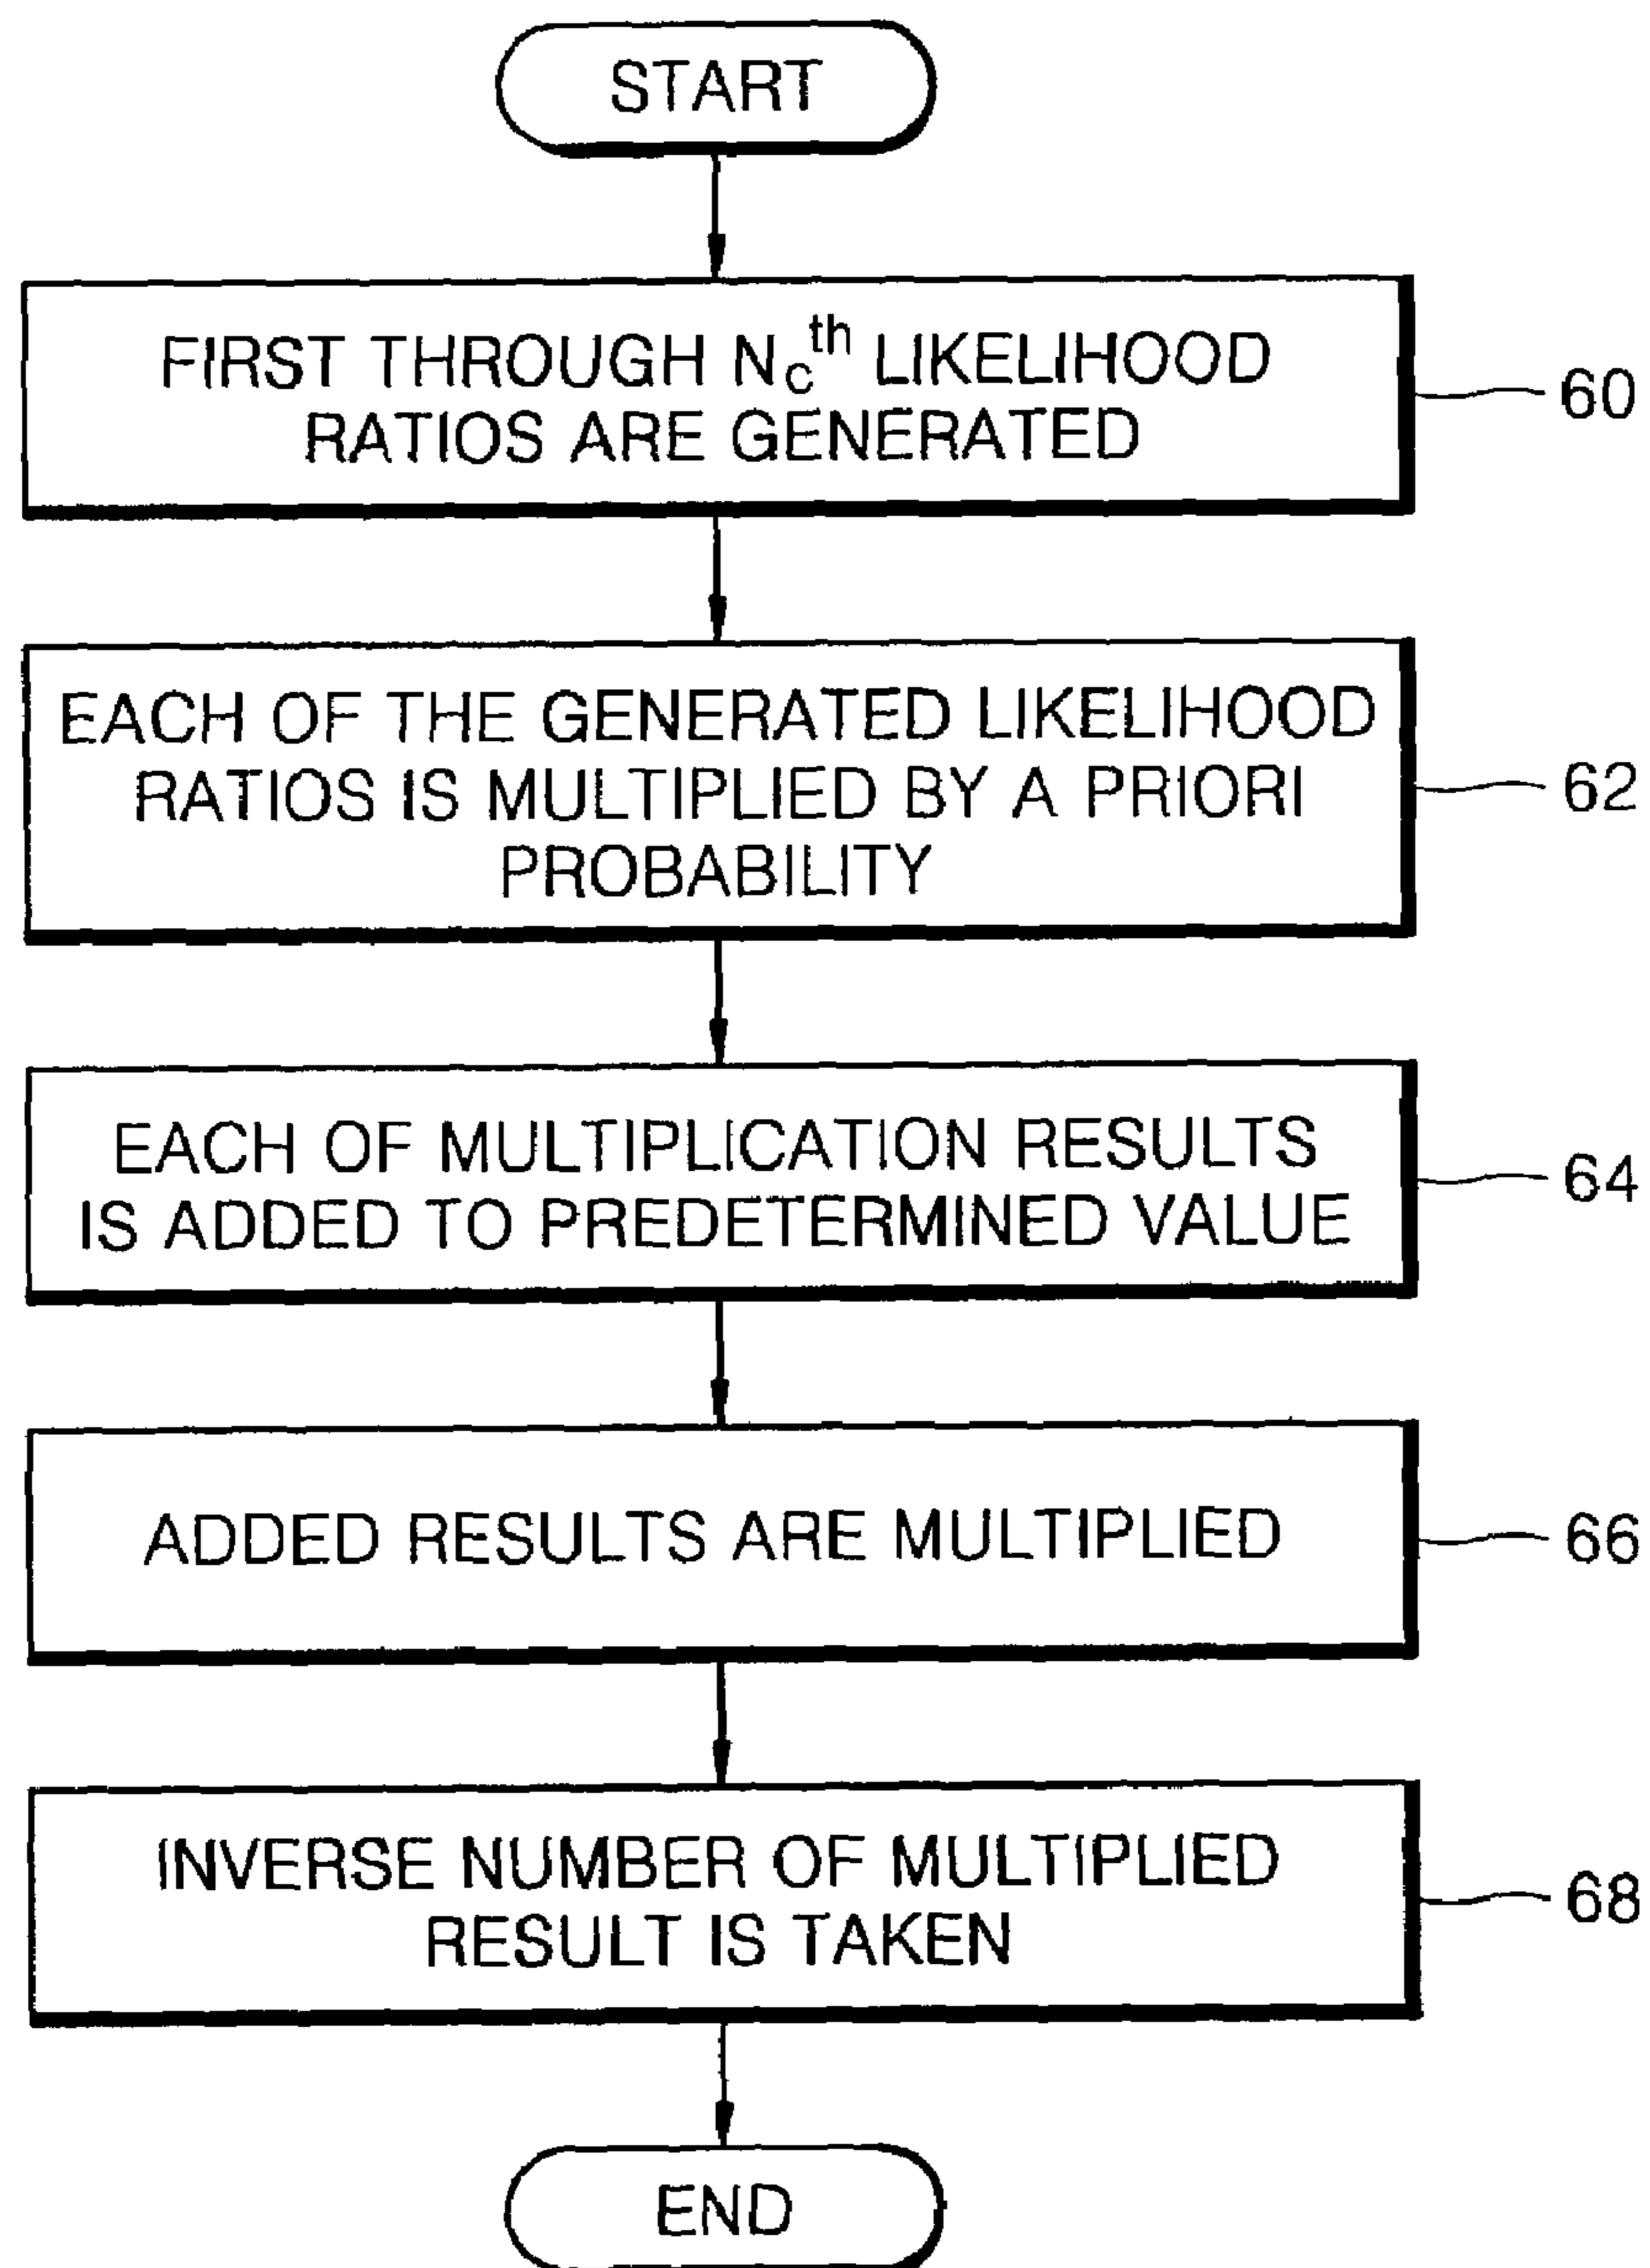 START
FIRST THROUGH Nc th LIKELIHOOD
RATIOS ARE GENERATED
60
EACH OF THE GENERATED LIKELIHOOD
RATIOS IS MULTIPLIED BY A PRIORI
PROBABILITY
62
EACH OF MULTIPLICATION RESULTS
IS ADDED TO PREDETERMINED VALUE
64
ADDED RESULTS ARE MULTIPLIED
66
INVERSE NUMBER OF MULTIPLIED
RESULT IS TAKEN
68
END